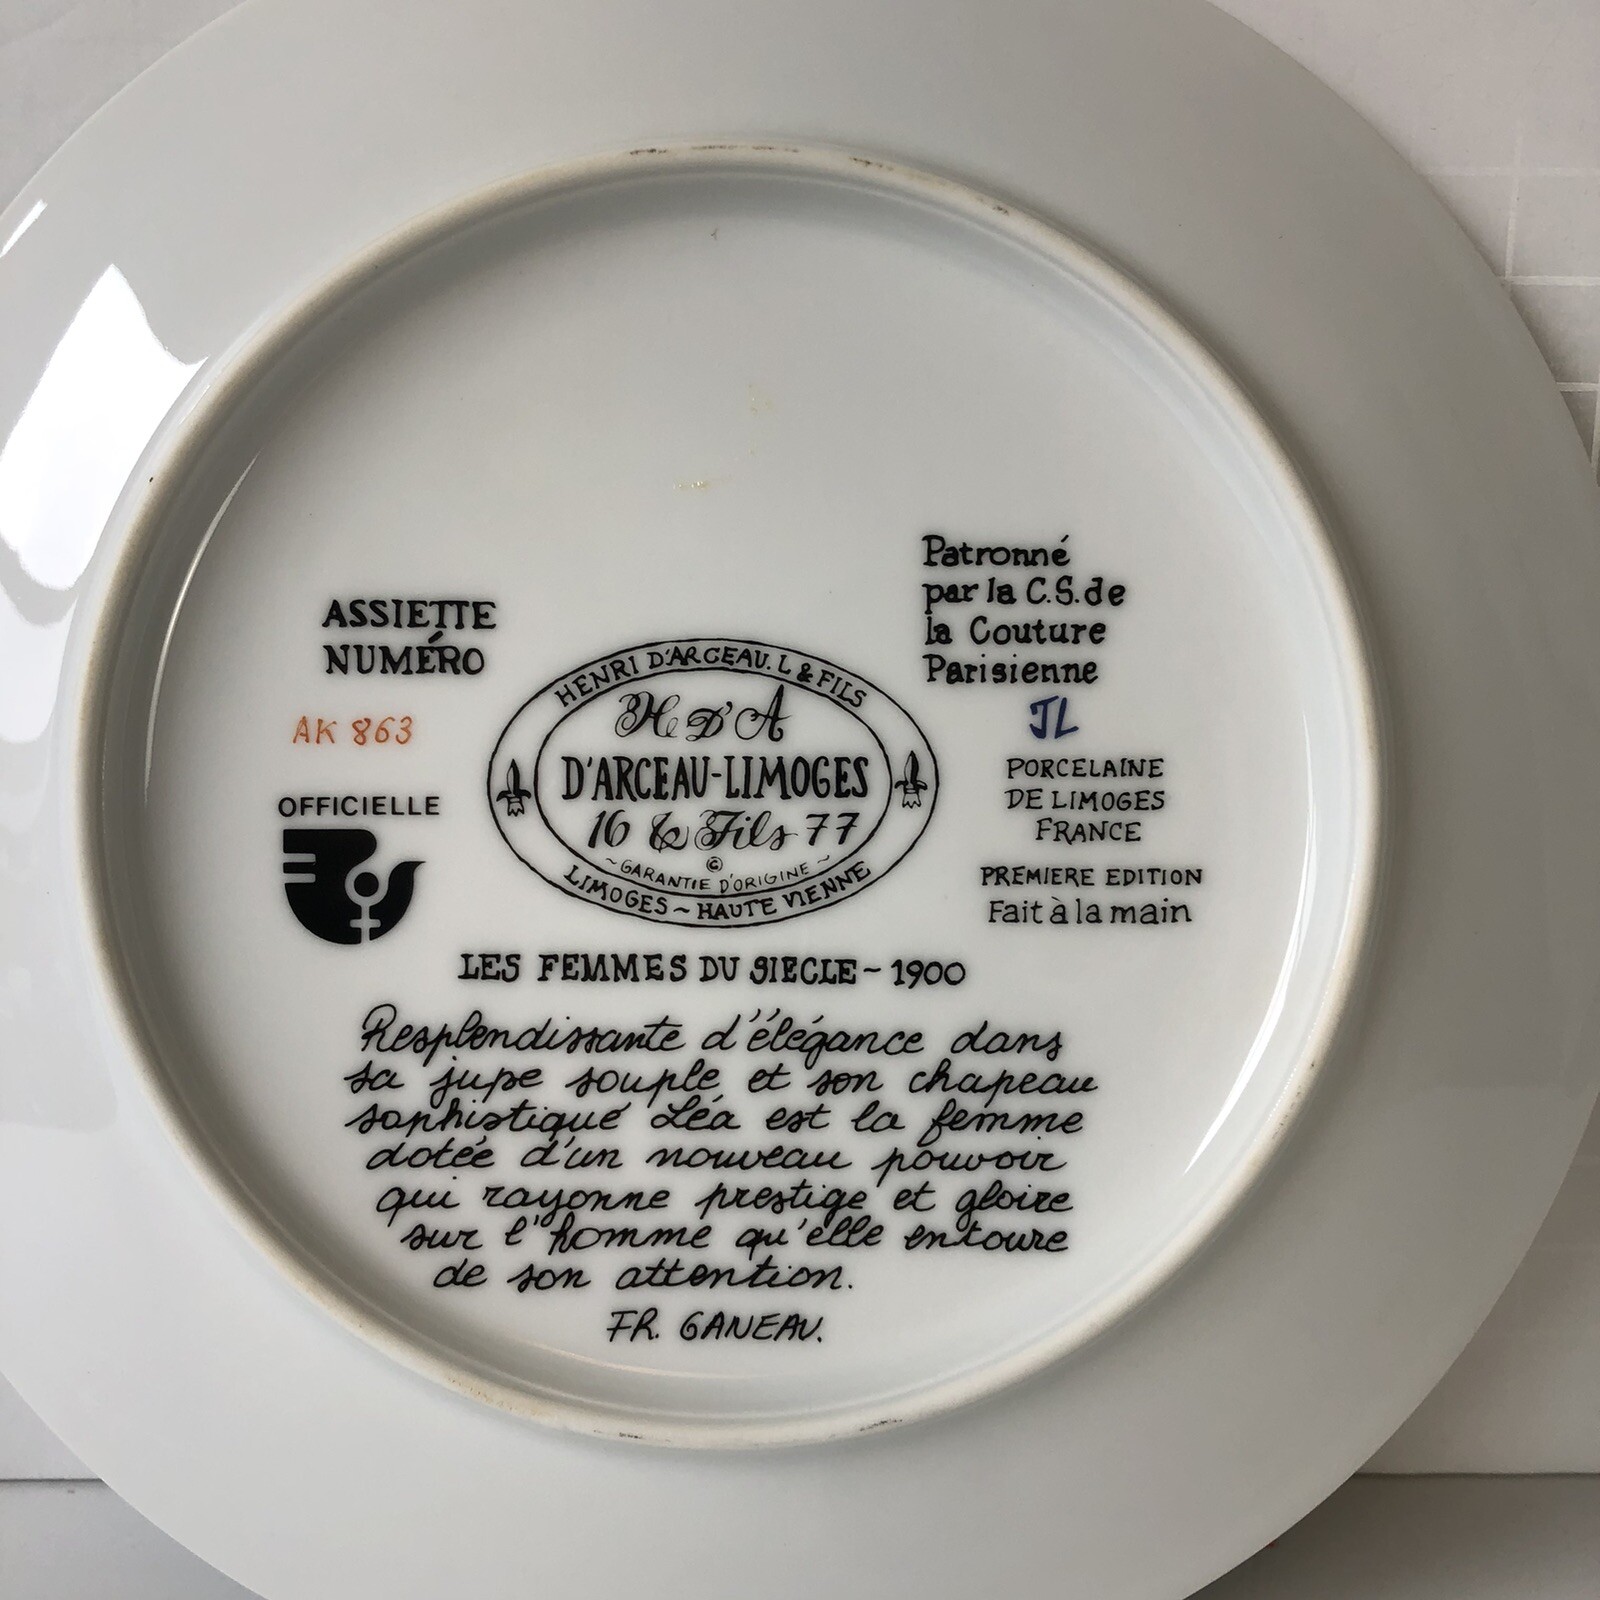 ASSIETTE
NUMÉRO
AK 863
OFFICIELLE
HENRI D'ARCEAU. L & FILS
H D'A
D'ARCEAU-LIMOGES
16 & Fils 77
©
~GARANTIE D'ORIGINE~
LIMOGES ~ HAUTE VIENNE
Patronné
par la C.S. de
la Couture
Parisienne
JL
PORCELAINE
DE LIMOGES
FRANCE
PREMIERE EDITION
Fait à la main
LES FEMMES DU SIECLE ~ 1900
Resplendissante d'élégance dans
sa jupe souple et son chapeau
sophistiqué Léa est la femme
dotée d'un nouveau pouvoir
qui rayonne prestige et gloire
sur l'homme qu'elle entoure
de son attention.
FR. GANEAU.